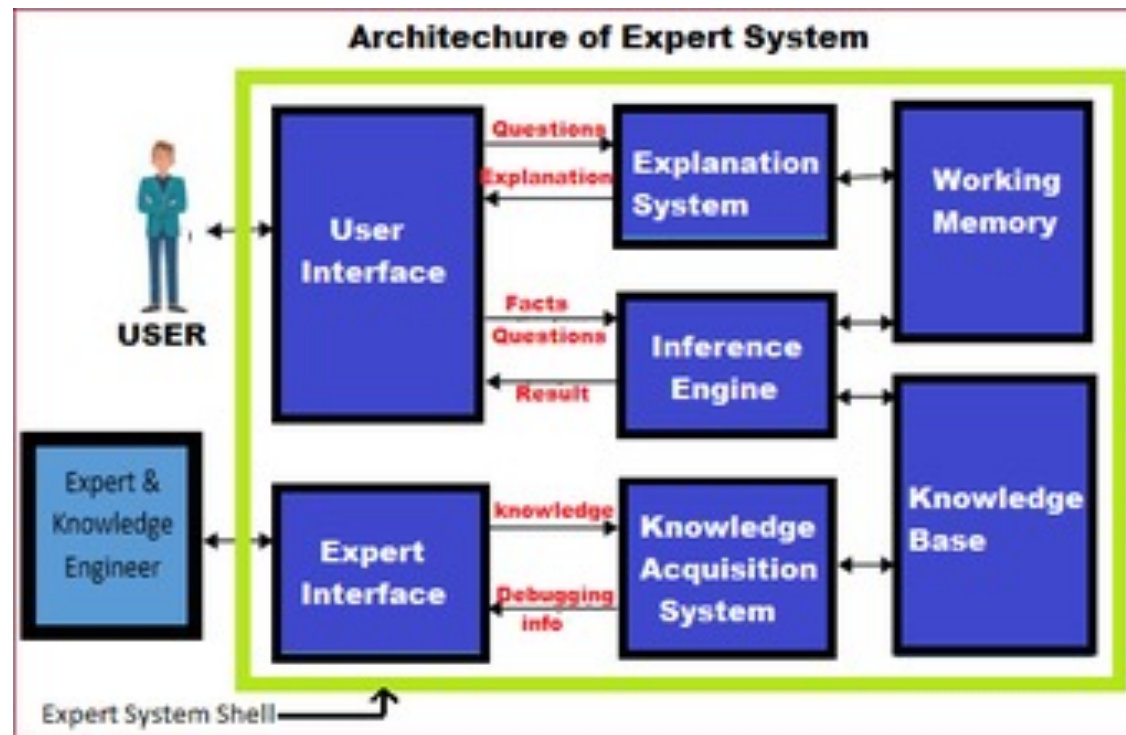 Architechure of Expert System
USER
User
Interface
Questions
Explanation
Explanation
System
Working
Memory
Facts
Questions
Result
Inference
Engine
Expert &
Knowledge
Engineer
Expert
Interface
knowledge
Debugging
info
Knowledge
Acquisition
System
Knowledge
Base
Expert System Shell